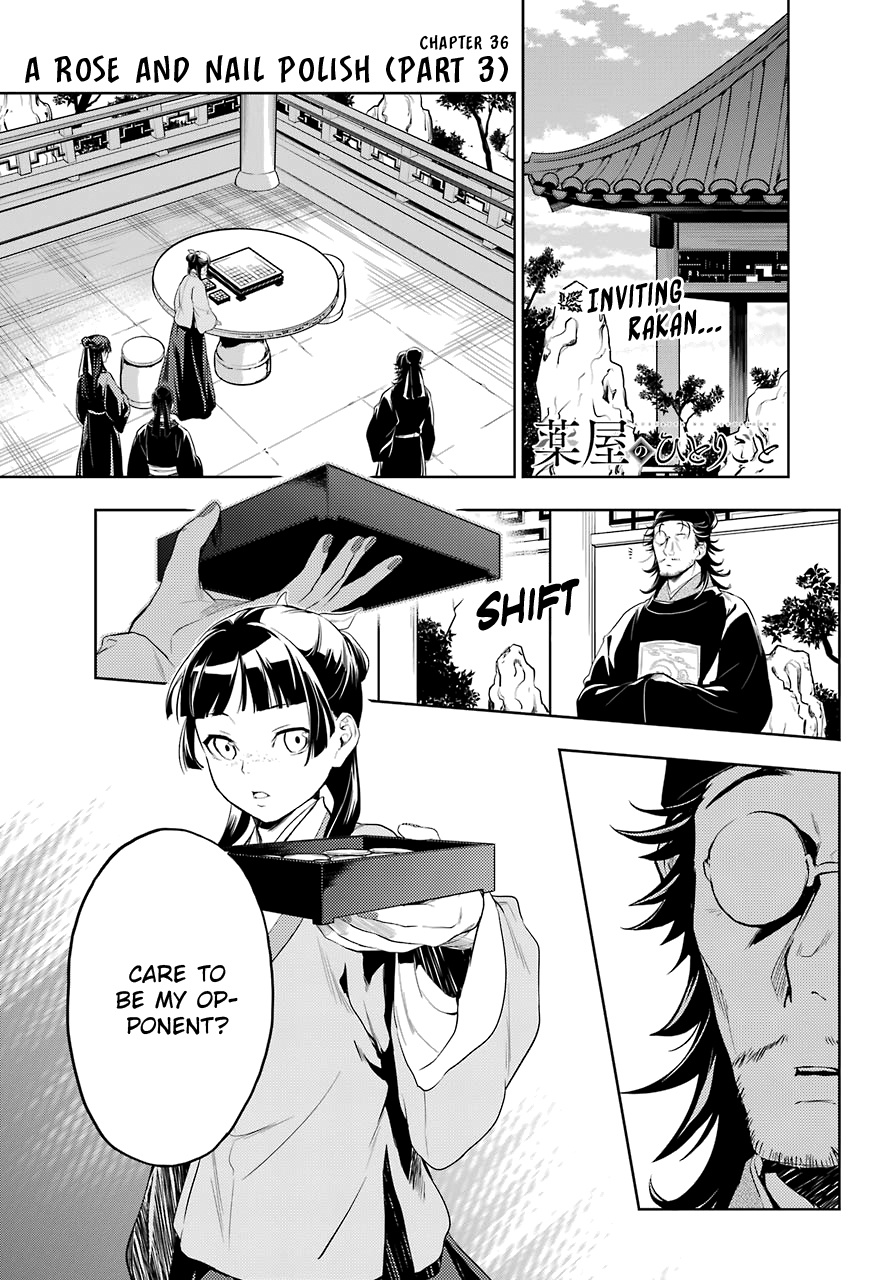 CHAPTER 36
A ROSE AND NAIL POLISH (PART 3)
INVITING
RAKAN...
薬屋のひとりごと
SHIFT
CARE TO
BE MY OP-
PONENT?